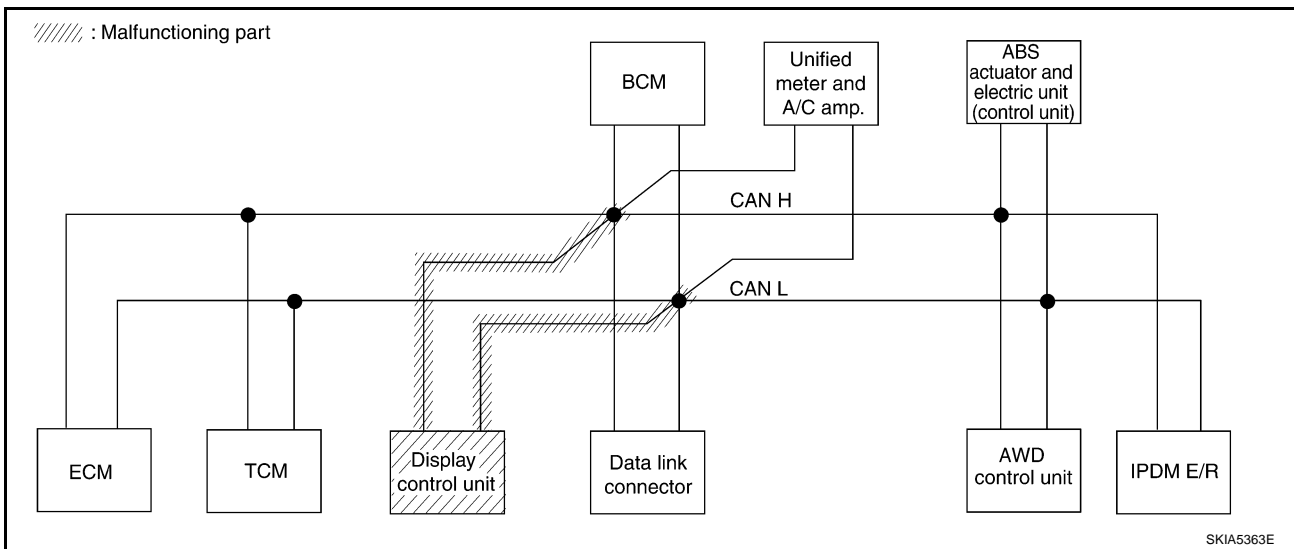 : Malfunctioning part
BCM
Unified
meter and
A/C amp.
ABS
actuator and
electric unit
(control unit)
CAN H
CAN L
ECM
TCM
Display
control unit
Data link
connector
AWD
control unit
IPDM E/R
SKIA5363E